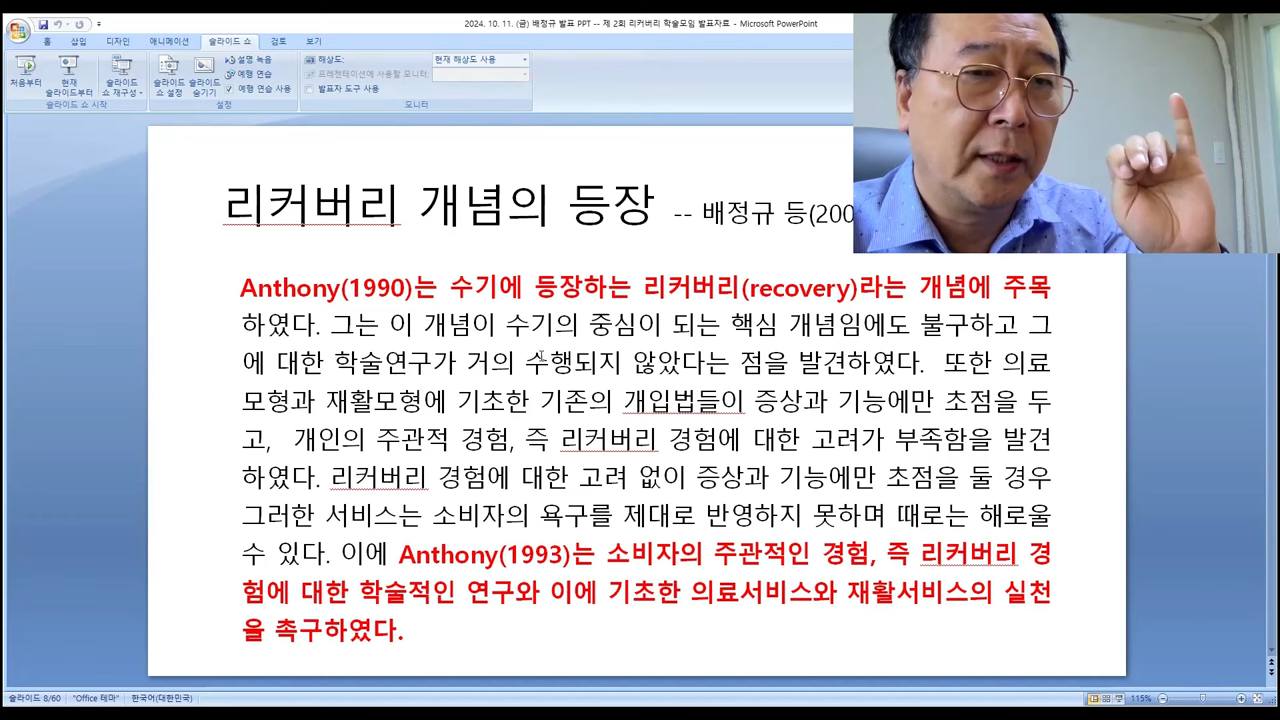 2024. 10. 11. (금) 배정규 발표 PPT -- 제 2회 리커버리 학술모임 발표자료 - Microsoft PowerPoint
홈 삽입 디자인 애니메이션 슬라이드 쇼 검토 보기
처음부터
현재 슬라이드부터
슬라이드 쇼 재구성
슬라이드 쇼 설정
슬라이드 숨기기
설명 녹음
예행 연습
예행 연습 사용
해상도: 현재 해상도 사용
프레젠테이션에 사용할 모니터:
발표자 도구 사용
슬라이드 쇼 시작 설정 모니터
리커버리 개념의 등장 -- 배정규 등(200
Anthony(1990)는 수기에 등장하는 리커버리(recovery)라는 개념에 주목
하였다. 그는 이 개념이 수기의 중심이 되는 핵심 개념임에도 불구하고 그
에 대한 학술연구가 거의 수행되지 않았다는 점을 발견하였다. 또한 의료
모형과 재활모형에 기초한 기존의 개입법들이 증상과 기능에만 초점을 두
고, 개인의 주관적 경험, 즉 리커버리 경험에 대한 고려가 부족함을 발견
하였다. 리커버리 경험에 대한 고려 없이 증상과 기능에만 초점을 둘 경우
그러한 서비스는 소비자의 욕구를 제대로 반영하지 못하며 때로는 해로울
수 있다. 이에 Anthony(1993)는 소비자의 주관적인 경험, 즉 리커버리 경
험에 대한 학술적인 연구와 이에 기초한 의료서비스와 재활서비스의 실천
을 촉구하였다.
슬라이드 8/60 "Office 테마" 한국어(대한민국) 115%